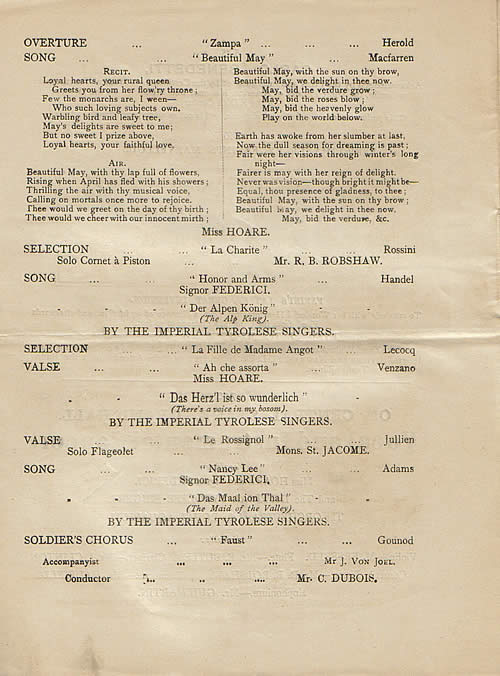 OVERTURE ... "Zampa" ... ... Herold
SONG ... ... "Beautiful May" ... Macfarren
RECIT.
Loyal hearts, your rural queen
Greets you from her flow'ry throne;
Few the monarchs are, I ween—
Who such loving subjects own.
Warbling bird and leafy tree,
May's delights are sweet to me;
But no sweet I prize above,
Loyal hearts, your faithful love.
AIR.
Beautiful May, with thy lap full of flowers,
Rising when April has fled with his showers;
Thrilling the air with thy musical voice,
Calling on mortals once more to rejoice.
Thee would we greet on the day of thy birth;
Thee would we cheer with our innocent mirth;
Beautiful May, with the sun on thy brow,
Beautiful May, we delight in thee now.
May, bid the verdure grow;
May, bid the roses blow;
May, bid the heavenly glow
Play on the world below.
Earth has awoke from her slumber at last,
Now the dull season for dreaming is past;
Fair were her visions through winter's long
night—
Fairer is may with her reign of delight.
Never was vision—though bright it might be—
Equal, thou presence of gladness, to thee;
Beautiful May, with the sun on thy brow;
Beautiful May, we delight in thee now.
May, bid the verdure, &c.
Miss HOARE.
SELECTION ... ... "La Charite" ... Rossini
Solo Cornet à Piston ... Mr. R. B. ROBSHAW.
SONG ... ... "Honor and Arms" ... Handel
Signor FEDERICI.
- - "Der Alpen König" - -
(The Alp King).
BY THE IMPERIAL TYROLESE SINGERS.
SELECTION ... "La Fille de Madame Angot" ... Lecocq
VALSE ... ... "Ah che assorta" ... Venzano
Miss HOARE.
- - - "Das Herz'l ist so wunderlich" -
(There's a voice in my bosom).
BY THE IMPERIAL TYROLESE SINGERS.
VALSE ... ... "Le Rossignol" ... Jullien
Solo Flageolet ... ... Mons. St. JACOME.
SONG ... ... "Nancy Lee" ... Adams
Signor FEDERICI.
- - - "Das Maal ion Thal" - -
(The Maid of the Valley).
BY THE IMPERIAL TYROLESE SINGERS.
SOLDIER'S CHORUS ... "Faust" ... Gounod
Accompanyist ... ... ... Mr J. VON JOEL.
Conductor ... .. .... Mr. C. DUBOIS.